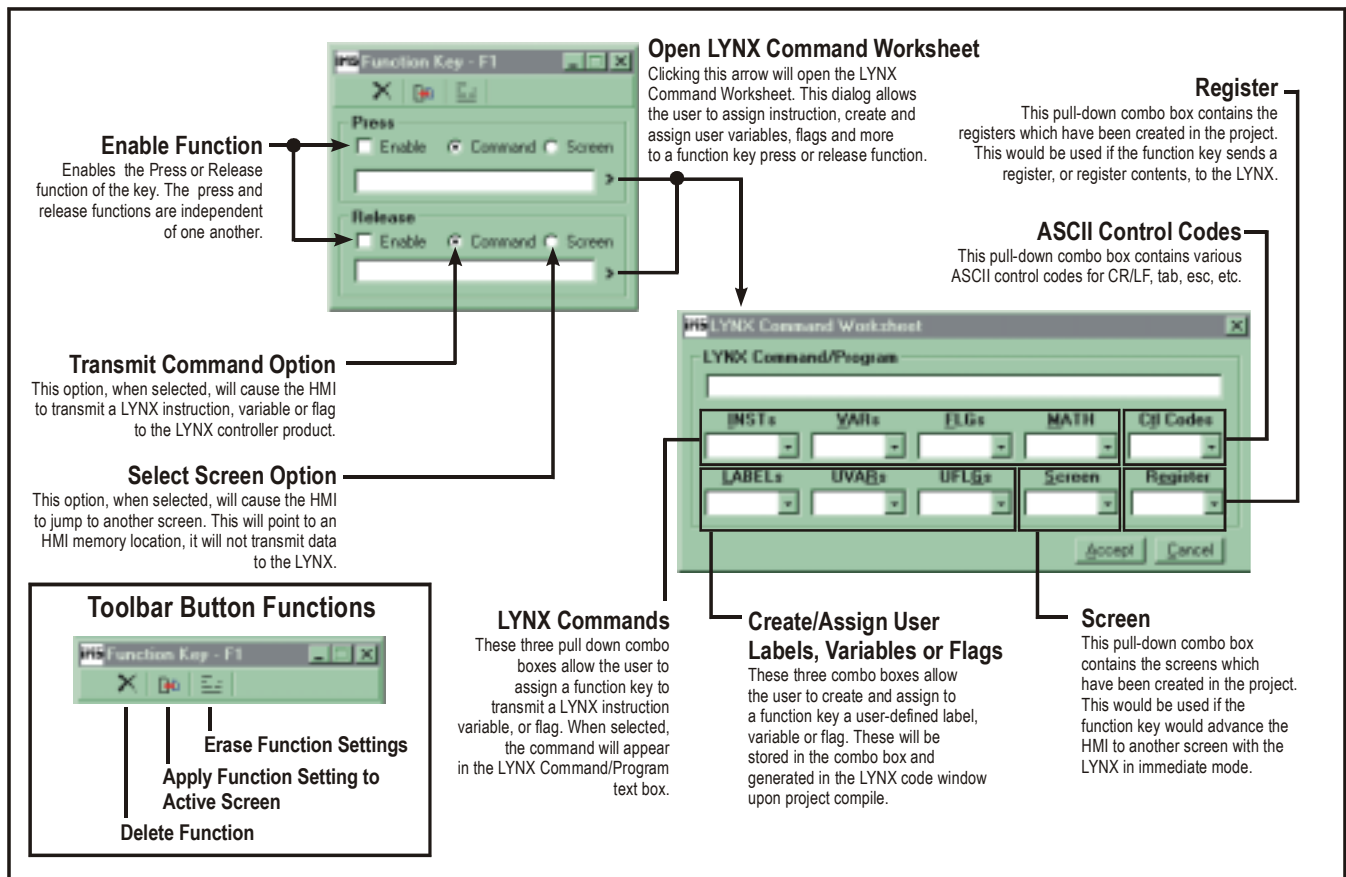 Function Key - F1
Press
Enable Command Screen
>
Release
Enable Command Screen
>
Open LYNX Command Worksheet
Clicking this arrow will open the LYNX
Command Worksheet. This dialog allows
the user to assign instruction, create and
assign user variables, flags and more
to a function key press or release function.
Register
This pull-down combo box contains the
registers which have been created in the project.
This would be used if the function key sends a
register, or register contents, to the LYNX.
Enable Function
Enables the Press or Release
function of the key. The press and
release functions are independent
of one another.
ASCII Control Codes
This pull-down combo box contains various
ASCII control codes for CR/LF, tab, esc, etc.
Transmit Command Option
This option, when selected, will cause the HMI
to transmit a LYNX instruction, variable or flag
to the LYNX controller product.
Select Screen Option
This option, when selected, will cause the HMI
to jump to another screen. This will point to an
HMI memory location, it will not transmit data
to the LYNX.
ims LYNX Command Worksheet
LYNX Command/Program
INSTs VARs FLGs MATH Ctl Codes
LABELs UVARs UFLGs Screen Register
Accept Cancel
Toolbar Button Functions
ims Function Key - F1
Erase Function Settings
Apply Function Setting to
Active Screen
Delete Function
LYNX Commands
These three pull down combo
boxes allow the user to
assign a function key to
transmit a LYNX instruction
variable, or flag. When selected,
the command will appear
in the LYNX Command/Program
text box.
Create/Assign User
Labels, Variables or Flags
These three combo boxes allow
the user to create and assign to
a function key a user-defined label,
variable or flag. These will be
stored in the combo box and
generated in the LYNX code window
upon project compile.
Screen
This pull-down combo box
contains the screens which
have been created in the project.
This would be used if the
function key would advance the
HMI to another screen with the
LYNX in immediate mode.